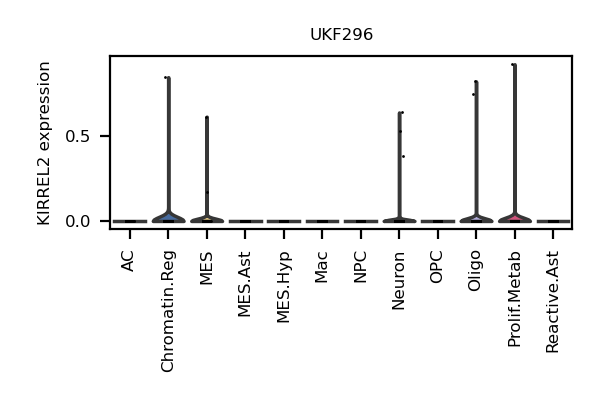 UKF296
KIRREL2 expression
0.5
0.0
AC
Chromatin.Reg
MES
MES.Ast
MES.Hyp
Mac
NPC
Neuron
OPC
Oligo
Prolif.Metab
Reactive.Ast